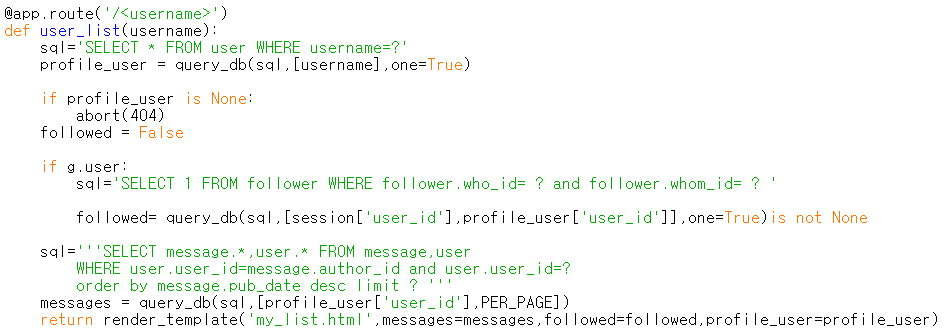 @app.route('/<username>')
def user_list(username):
    sql='SELECT * FROM user WHERE username=?'
    profile_user = query_db(sql,[username],one=True)

    if profile_user is None:
        abort(404)
    followed = False

    if g.user:
        sql='SELECT 1 FROM follower WHERE follower.who_id= ? and follower.whom_id= ? '

        followed= query_db(sql,[session['user_id'],profile_user['user_id']],one=True)is not None

    sql='''SELECT message.*,user.* FROM message,user
        WHERE user.user_id=message.author_id and user.user_id=?
        order by message.pub_date desc limit ? '''
    messages = query_db(sql,[profile_user['user_id'],PER_PAGE])
    return render_template('my_list.html',messages=messages,followed=followed,profile_user=profile_user)